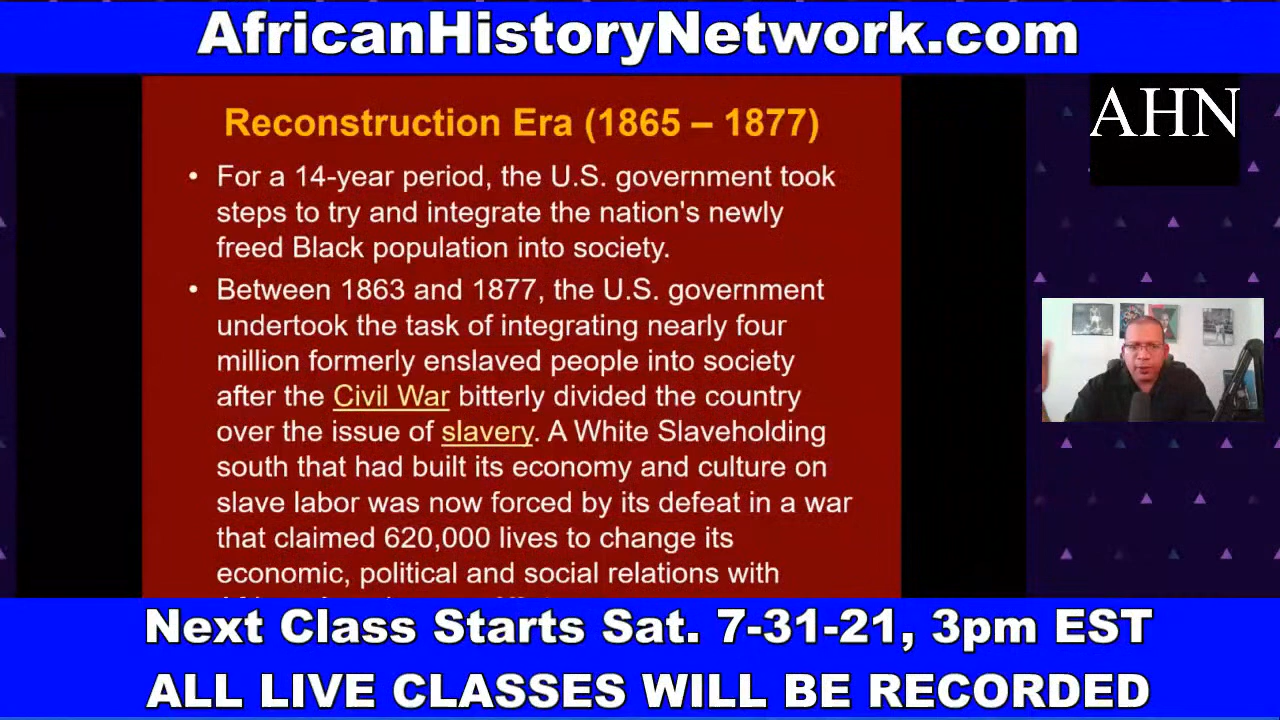 AfricanHistoryNetwork.com
AHN
Reconstruction Era (1865 – 1877)
• For a 14-year period, the U.S. government took
steps to try and integrate the nation's newly
freed Black population into society.
• Between 1863 and 1877, the U.S. government
undertook the task of integrating nearly four
million formerly enslaved people into society
after the Civil War bitterly divided the country
over the issue of slavery. A White Slaveholding
south that had built its economy and culture on
slave labor was now forced by its defeat in a war
that claimed 620,000 lives to change its
economic, political and social relations with
Next Class Starts Sat. 7-31-21, 3pm EST
ALL LIVE CLASSES WILL BE RECORDED